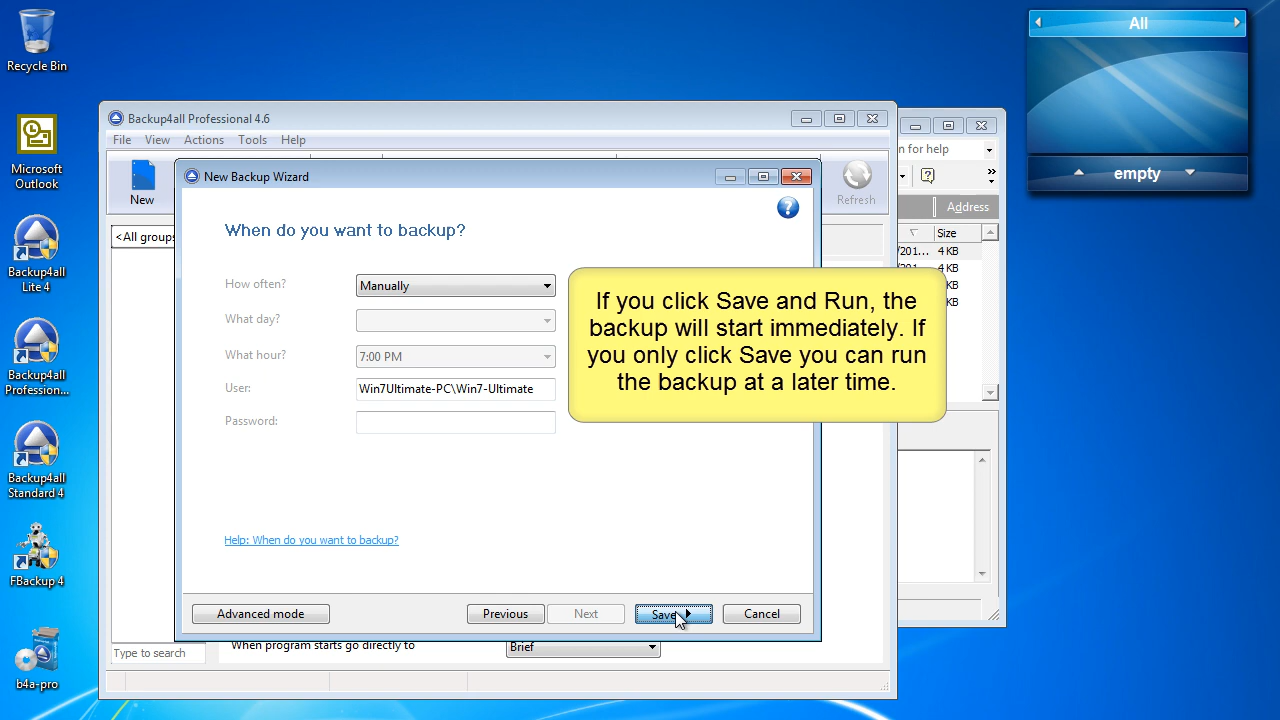 Recycle Bin
Microsoft
Outlook
Backup4all
Lite 4
Backup4all
Profession...
Backup4all
Standard 4
FBackup 4
b4a-pro
All
empty
Backup4all Professional 4.6
File View Actions Tools Help
New
Refresh
<All groups
n for help
Address
Size
/201... 4 KB
/201... 4 KB
KB
KB
New Backup Wizard
When do you want to backup?
How often? Manually
What day?
What hour? 7:00 PM
User: Win7Ultimate-PC\Win7-Ultimate
Password:
If you click Save and Run, the
backup will start immediately. If
you only click Save you can run
the backup at a later time.
Help: When do you want to backup?
Advanced mode Previous Next Save Cancel
Type to search
When program starts go directly to Brief